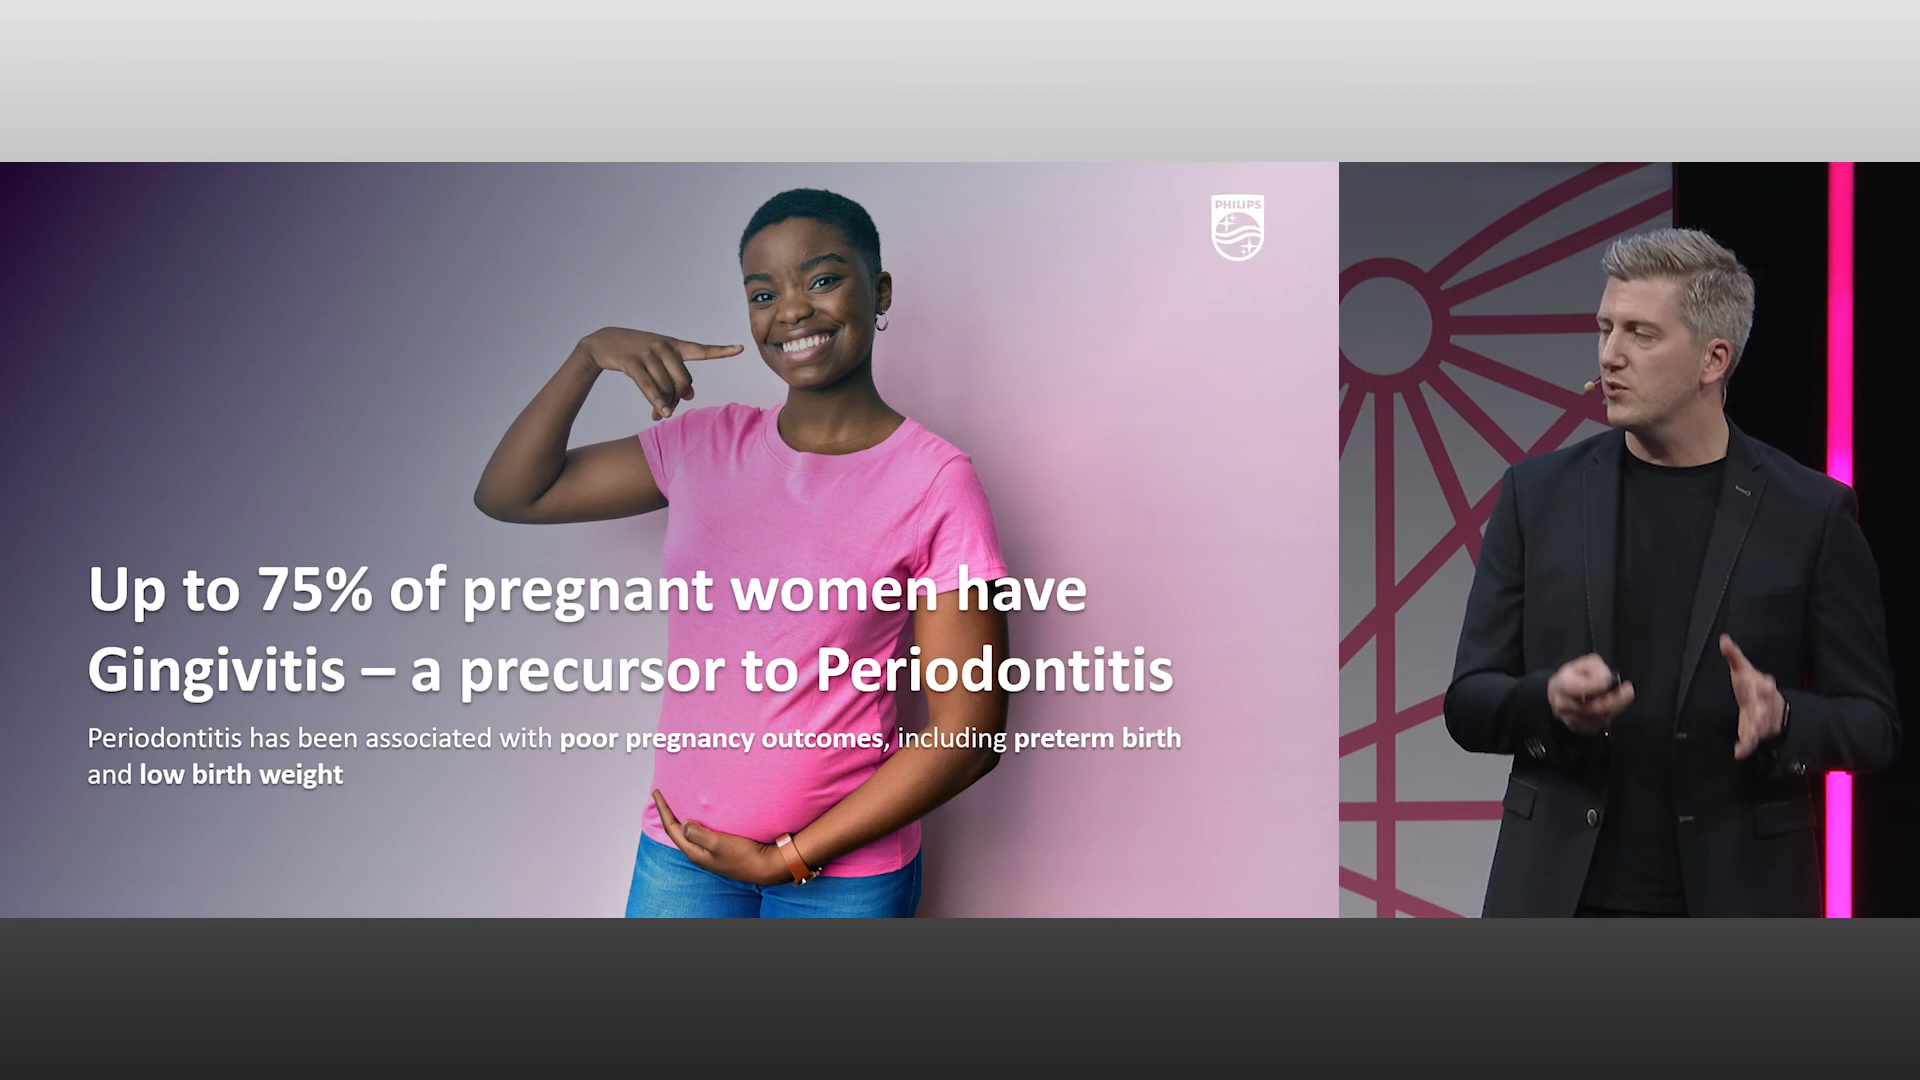 PHILIPS
Up to 75% of pregnant women have
Gingivitis – a precursor to Periodontitis
Periodontitis has been associated with poor pregnancy outcomes, including preterm birth
and low birth weight